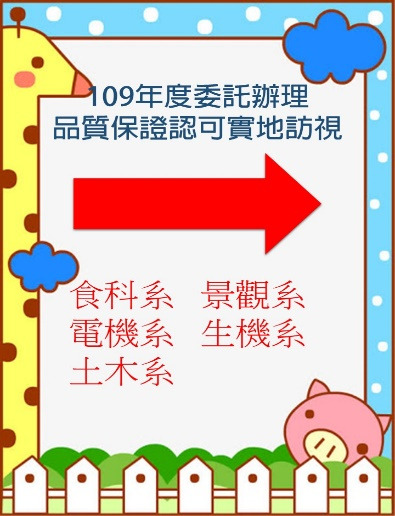 109年度委託辦理
品質保證認可實地訪視
食科系 景觀系
電機系 生機系
土木系